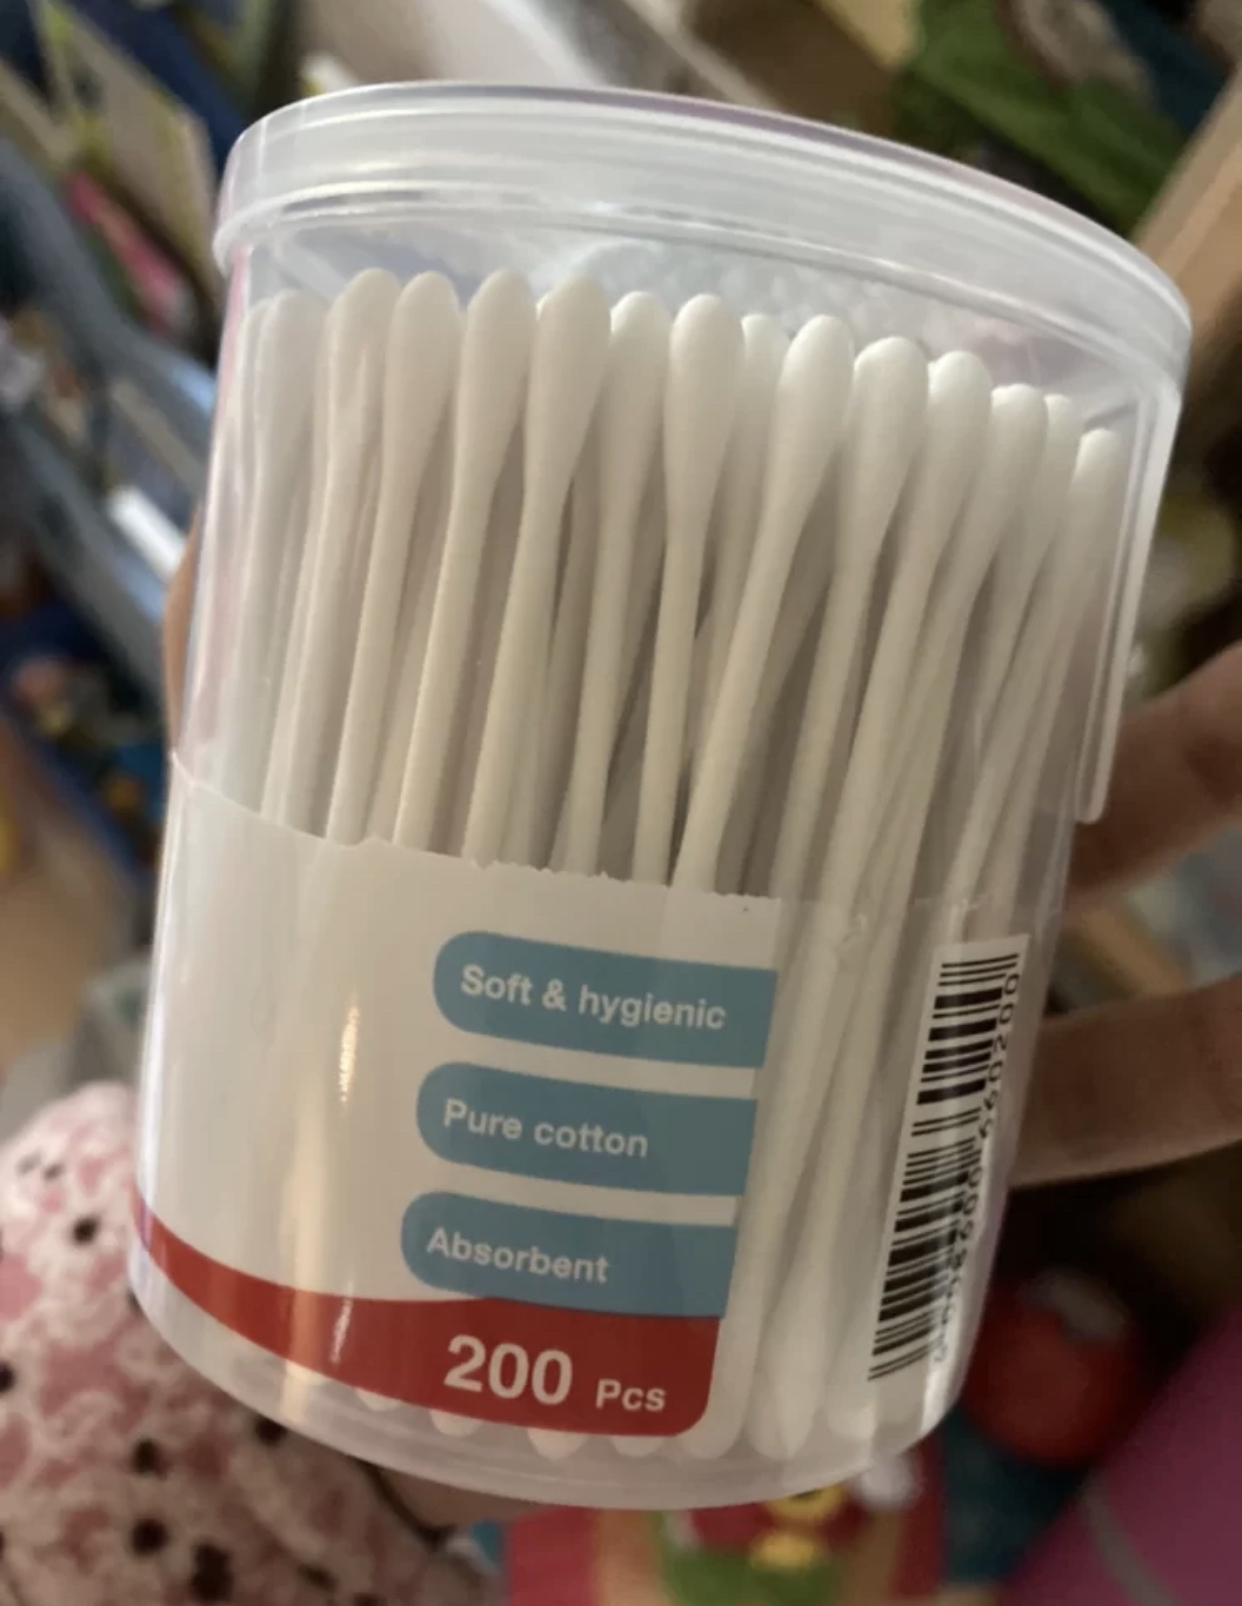 Soft & hygienic
Pure cotton
Absorbent
200 Pcs